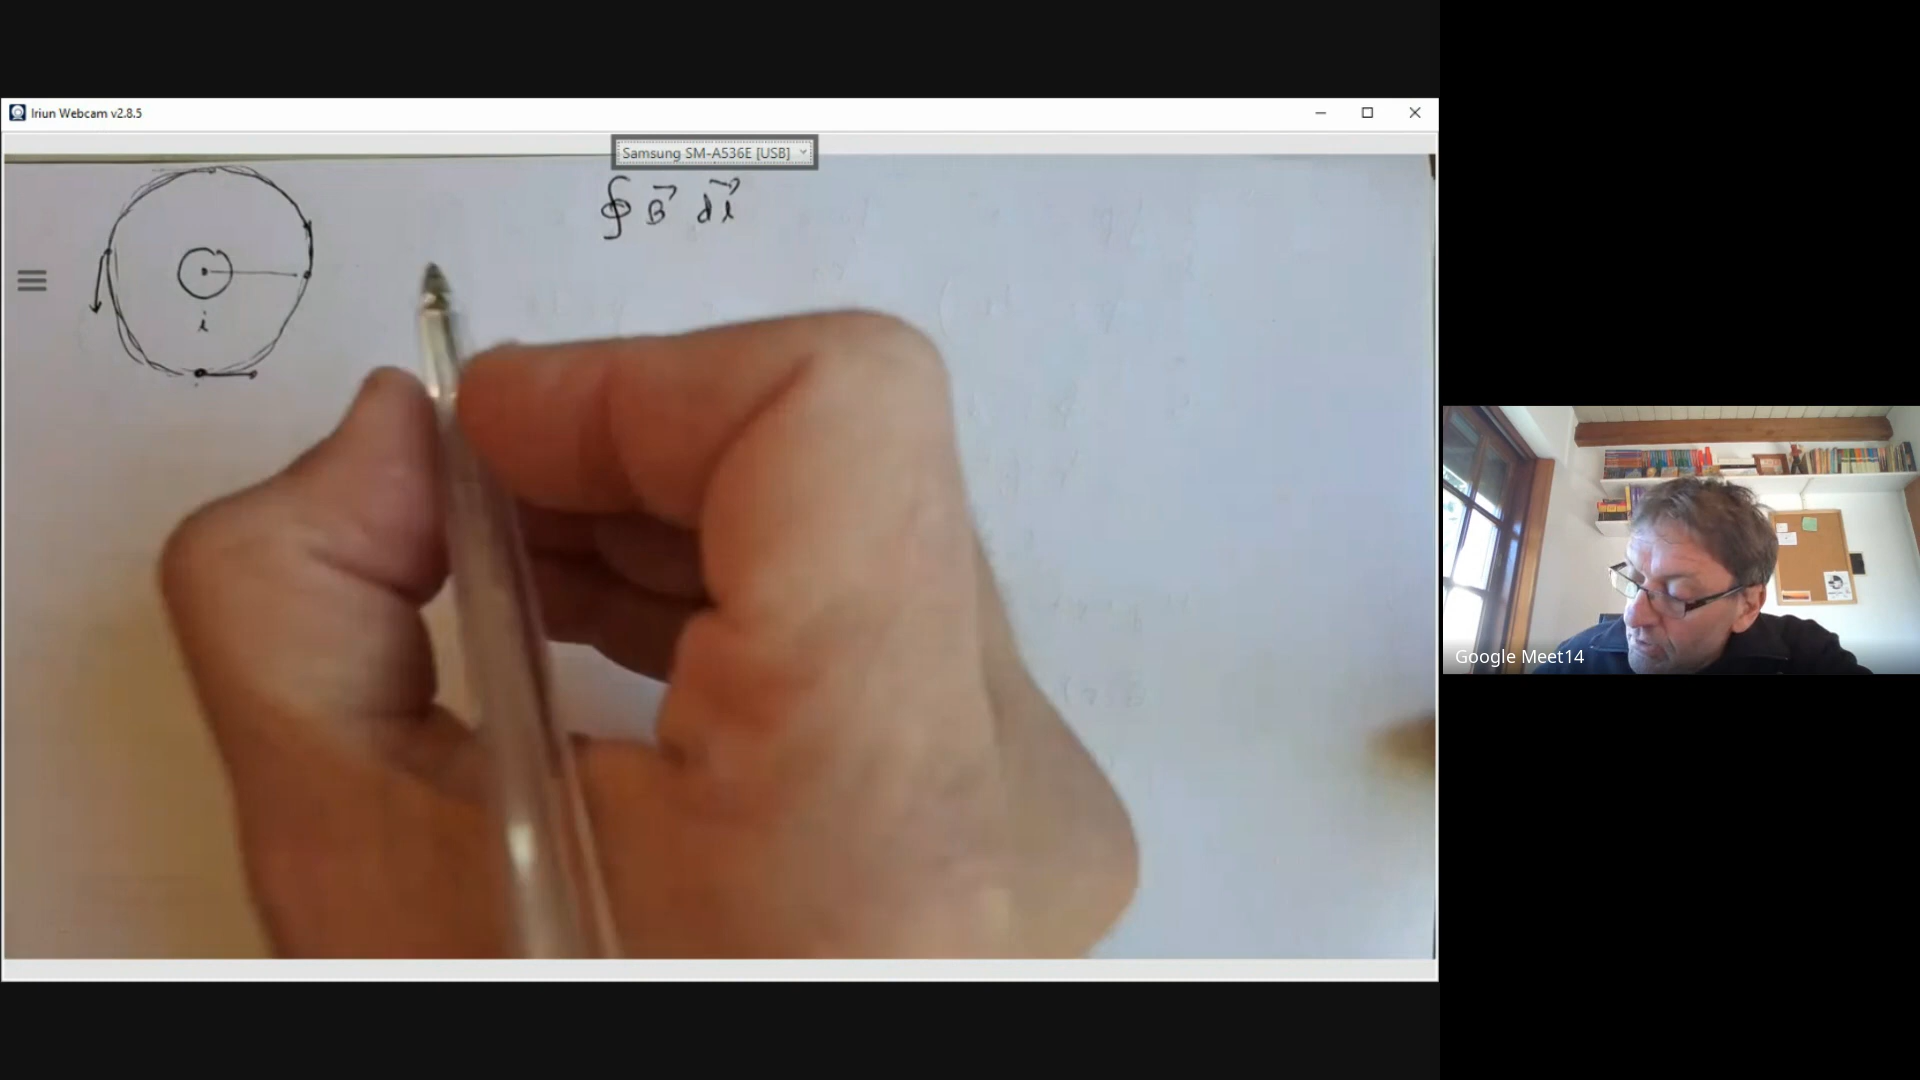 Iriun Webcam v2.8.5
Samsung SM-A536E [USB]
∮ B⃗ dl⃗
i
Google Meet14